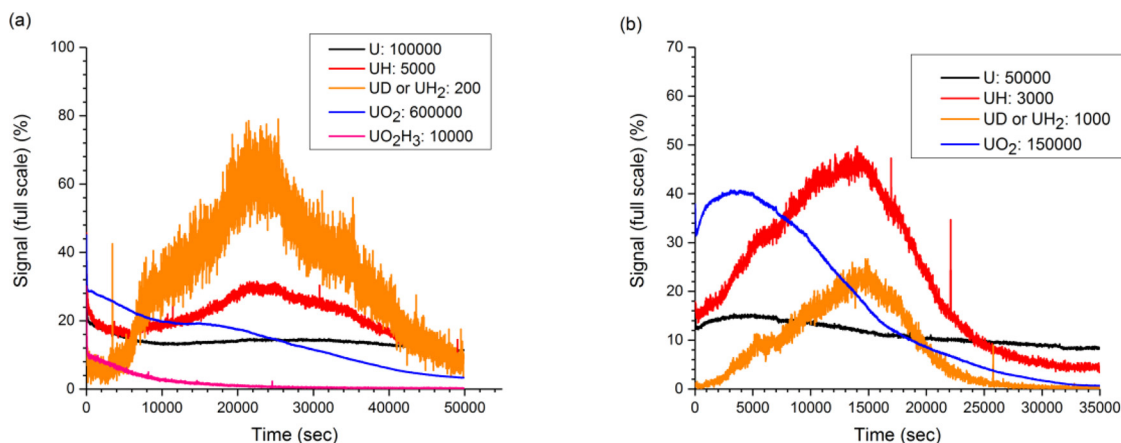 (a)
100
80
60
40
20
0
Signal (full scale) (%)
U: 100000
UH: 5000
UD or UH₂: 200
UO₂: 600000
UO₂H₃: 10000
0 10000 20000 30000 40000 50000
Time (sec)
(b)
70
60
50
40
30
20
10
0
Signal (full scale) (%)
U: 50000
UH: 3000
UD or UH₂: 1000
UO₂: 150000
0 5000 10000 15000 20000 25000 30000 35000
Time (sec)